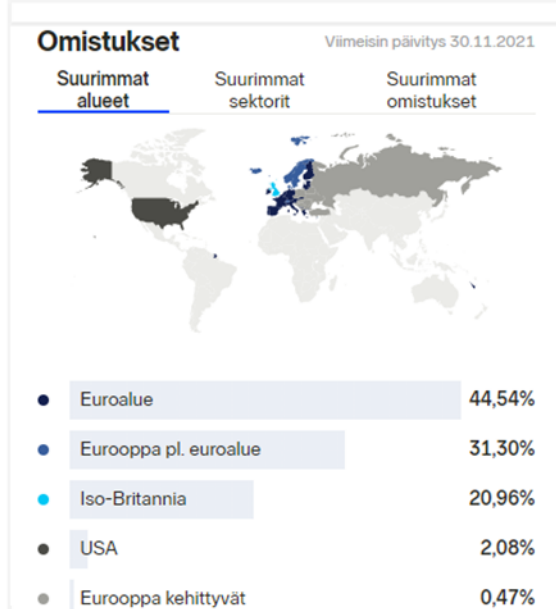 Omistukset
Viimeisin päivitys 30.11.2021
Suurimmat alueet
Suurimmat sektorit
Suurimmat omistukset
Euroalue 44,54%
Eurooppa pl. euroalue 31,30%
Iso-Britannia 20,96%
USA 2,08%
Eurooppa kehittyvät 0,47%